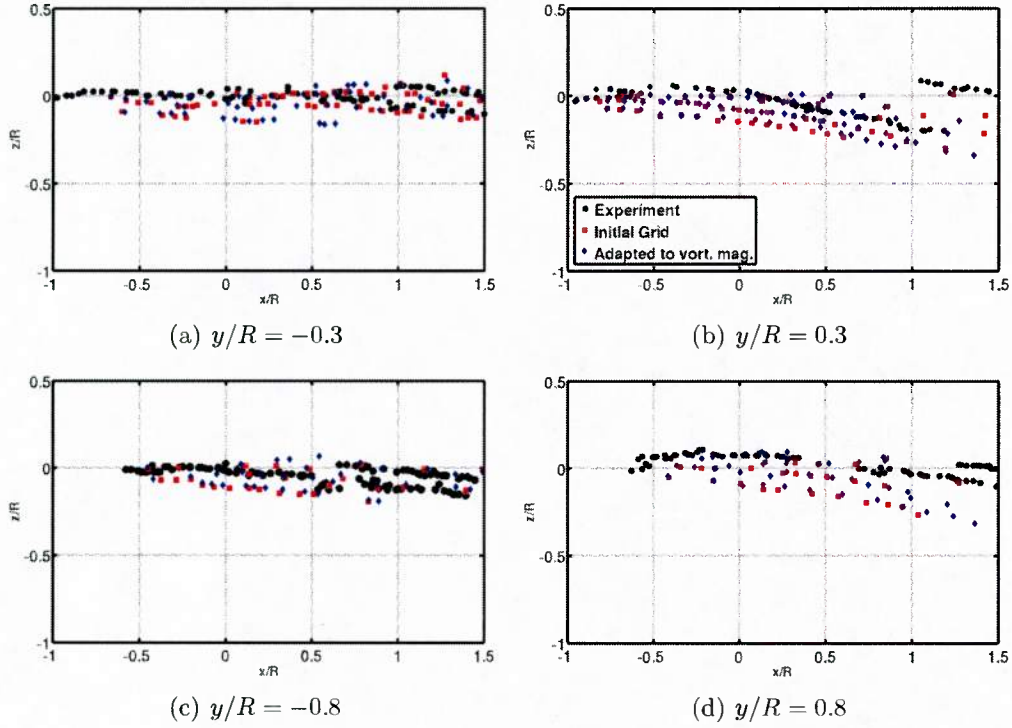 0.5
0
-0.5
-1
z/R
-1 -0.5 0 0.5 1 1.5
x/R
(a) y/R = −0.3
0.5
0
-0.5
-1
z/R
Experiment
Initial Grid
Adapted to vort. mag.
-1 -0.5 0 0.5 1 1.5
x/R
(b) y/R = 0.3
0.5
0
-0.5
-1
z/R
-1 -0.5 0 0.5 1 1.5
x/R
(c) y/R = −0.8
0.5
0
-0.5
-1
z/R
-1 -0.5 0 0.5 1 1.5
x/R
(d) y/R = 0.8